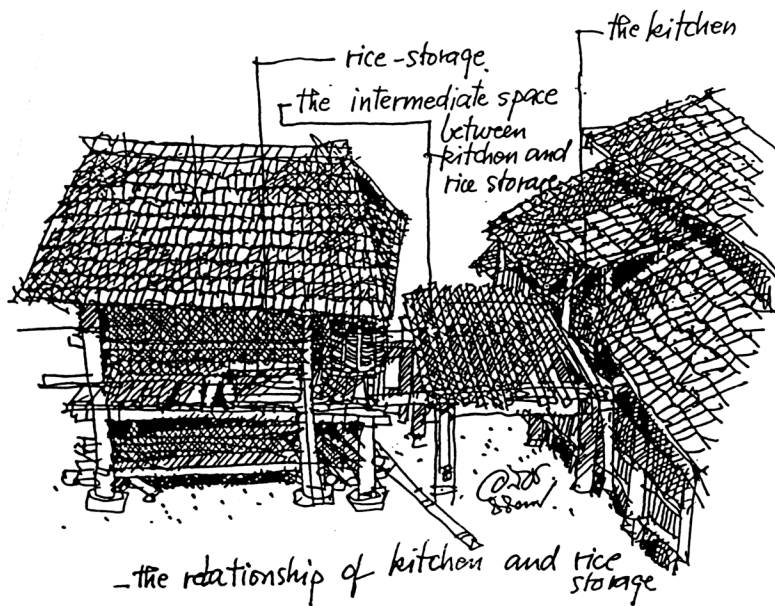 the kitchen
rice-storage.
the intermediate space
between
kitchen and
rice storage
-the relationship of kitchen and rice
storage